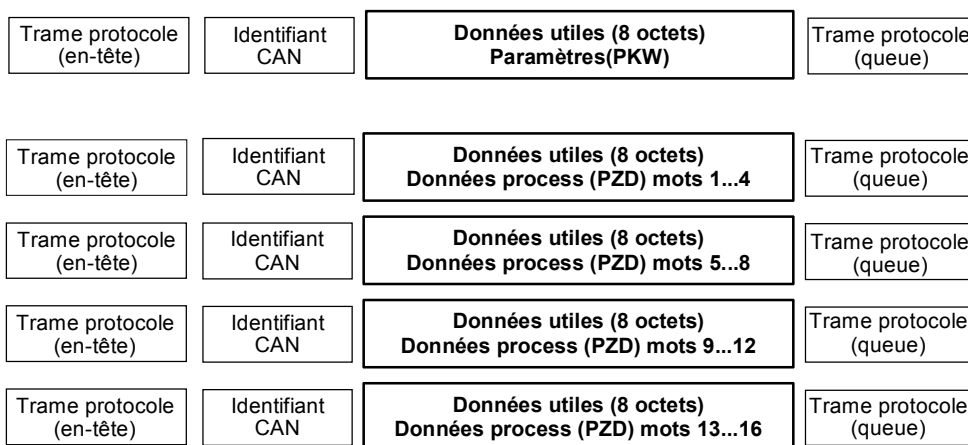 Trame protocole
(en-tête)
Identifiant
CAN
Données utiles (8 octets)
Paramètres(PKW)
Trame protocole
(queue)
Trame protocole
(en-tête)
Identifiant
CAN
Données utiles (8 octets)
Données process (PZD) mots 1...4
Trame protocole
(queue)
Trame protocole
(en-tête)
Identifiant
CAN
Données utiles (8 octets)
Données process (PZD) mots 5...8
Trame protocole
(queue)
Trame protocole
(en-tête)
Identifiant
CAN
Données utiles (8 octets)
Données process (PZD) mots 9...12
Trame protocole
(queue)
Trame protocole
(en-tête)
Identifiant
CAN
Données utiles (8 octets)
Données process (PZD) mots 13...16
Trame protocole
(queue)